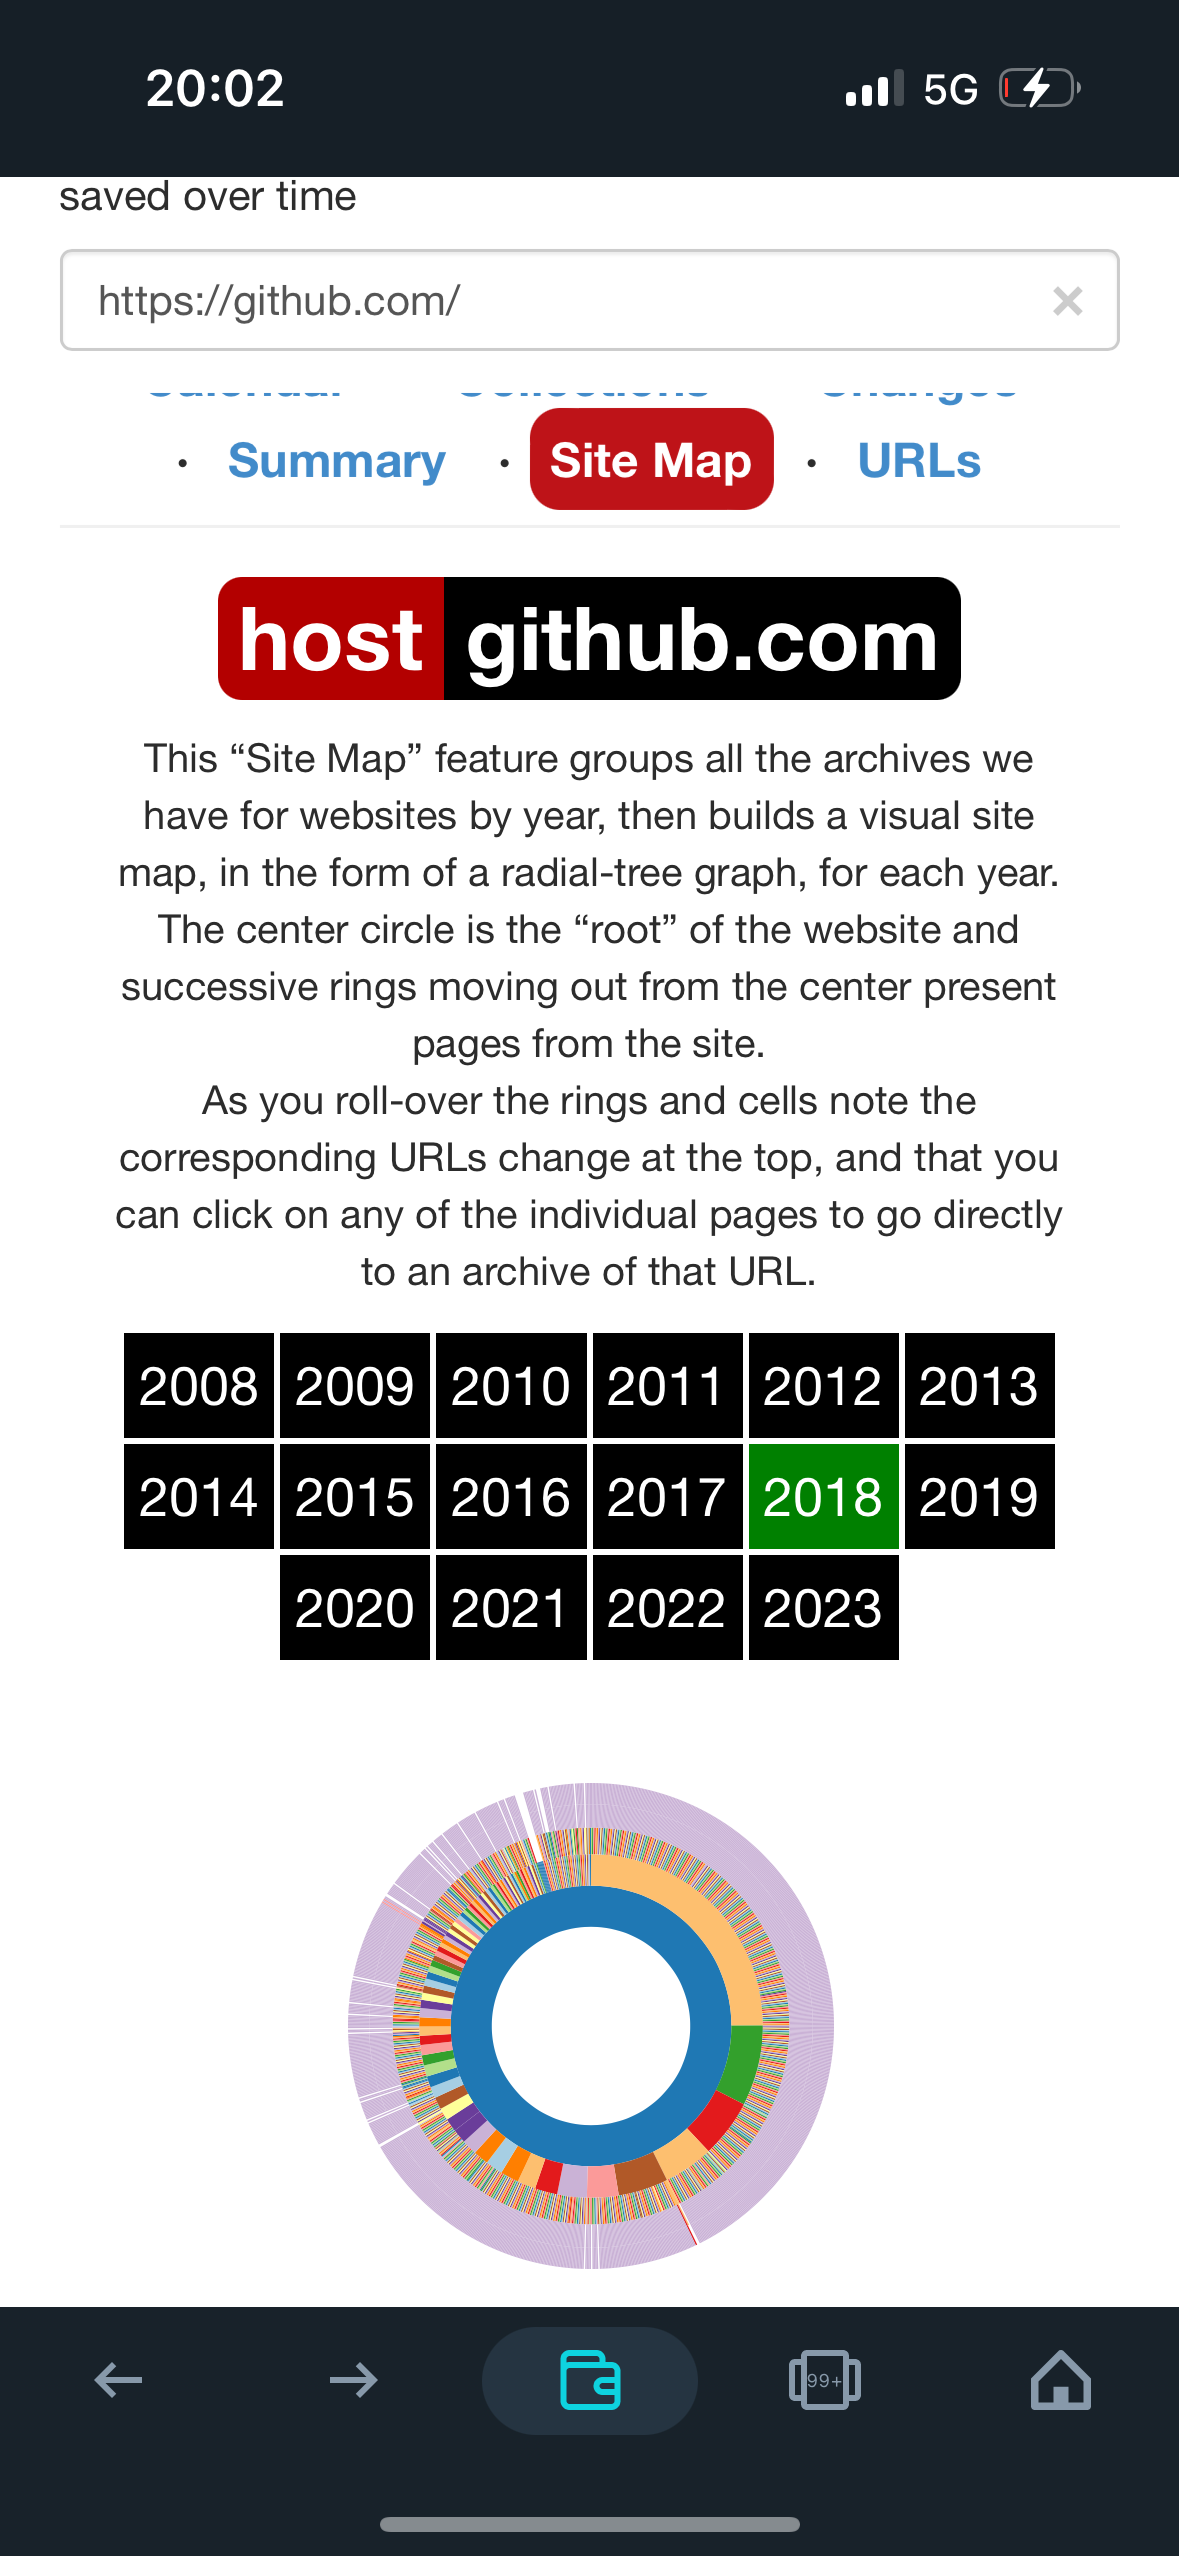 20:02
5G
saved over time
https://github.com/
Calendar Collections Changes
• Summary • Site Map • URLs
host github.com
This “Site Map” feature groups all the archives we
have for websites by year, then builds a visual site
map, in the form of a radial-tree graph, for each year.
The center circle is the “root” of the website and
successive rings moving out from the center present
pages from the site.
As you roll-over the rings and cells note the
corresponding URLs change at the top, and that you
can click on any of the individual pages to go directly
to an archive of that URL.
2008 2009 2010 2011 2012 2013
2014 2015 2016 2017 2018 2019
2020 2021 2022 2023
99+